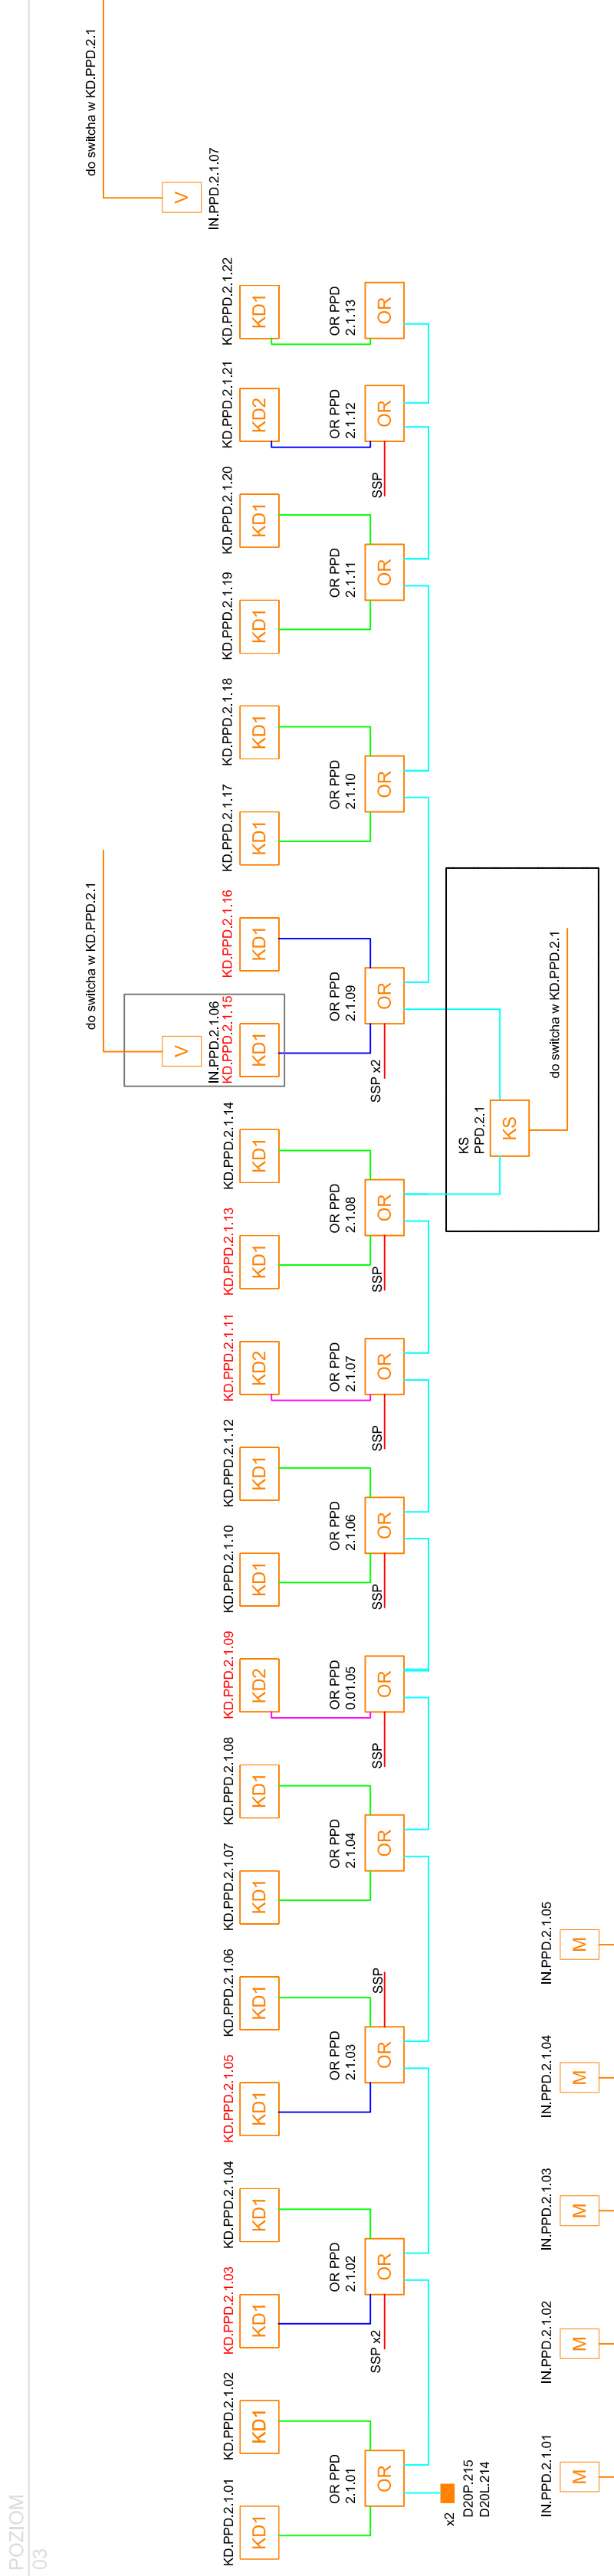 POZIOM
03
do switcha w KD.PPD.2.1
do switcha w KD.PPD.2.1
V
V
IN.PPD.2.1.06
IN.PPD.2.1.07
KD.PPD.2.1.01
KD.PPD.2.1.02
KD.PPD.2.1.03
KD.PPD.2.1.04
KD.PPD.2.1.05
KD.PPD.2.1.06
KD.PPD.2.1.07
KD.PPD.2.1.08
KD.PPD.2.1.09
KD.PPD.2.1.10
KD.PPD.2.1.12
KD.PPD.2.1.11
KD.PPD.2.1.13
KD.PPD.2.1.14
KD.PPD.2.1.15
KD.PPD.2.1.16
KD.PPD.2.1.17
KD.PPD.2.1.18
KD.PPD.2.1.19
KD.PPD.2.1.20
KD.PPD.2.1.21
KD.PPD.2.1.22
KD1
KD1
KD1
KD1
KD1
KD1
KD1
KD1
KD2
KD1
KD1
KD2
KD1
KD1
KD1
KD1
KD1
KD1
KD1
KD1
KD2
KD1
OR PPD
2.1.01
OR PPD
2.1.02
OR PPD
2.1.03
OR PPD
2.1.04
OR PPD
0.01.05
OR PPD
2.1.06
OR PPD
2.1.07
OR PPD
2.1.08
OR PPD
2.1.09
OR PPD
2.1.10
OR PPD
2.1.11
OR PPD
2.1.12
OR PPD
2.1.13
OR
SSP x2
OR
OR
SSP
OR
SSP
OR
SSP
OR
SSP
OR
SSP
OR
SSP x2
OR
OR
OR
SSP
OR
OR
x2
D20P.215
D20L.214
KS
PPD.2.1
KS
do switcha w KD.PPD.2.1
IN.PPD.2.1.01
IN.PPD.2.1.02
IN.PPD.2.1.03
IN.PPD.2.1.04
IN.PPD.2.1.05
M
M
M
M
M